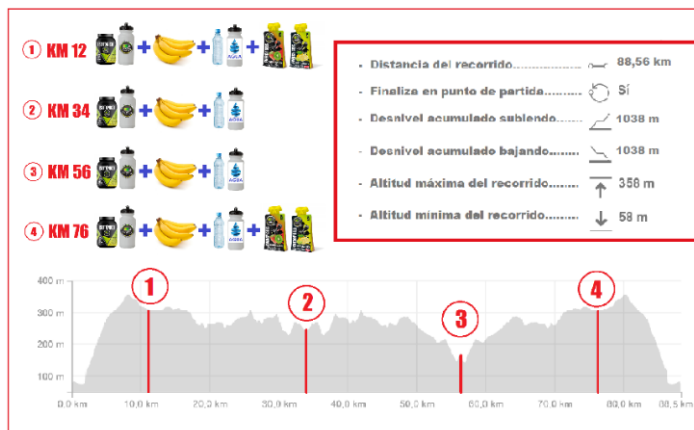 1 KM 12
AGUA
2 KM 34
AGUA
3 KM 56
AGUA
4 KM 76
AGUA
- Distancia del recorrido............ 88,56 km
- Finaliza en punto de partida...... Sí
- Desnivel acumulado subiendo........ 1038 m
- Desnivel acumulado bajando......... 1038 m
- Altitud máxima del recorrido....... 358 m
- Altitud mínima del recorrido....... 58 m
1
2
3
4
400 m
300 m
200 m
100 m
0,0 km 10,0 km 20,0 km 30,0 km 40,0 km 50,0 km 60,0 km 70,0 km 80,0 km 88,5 km